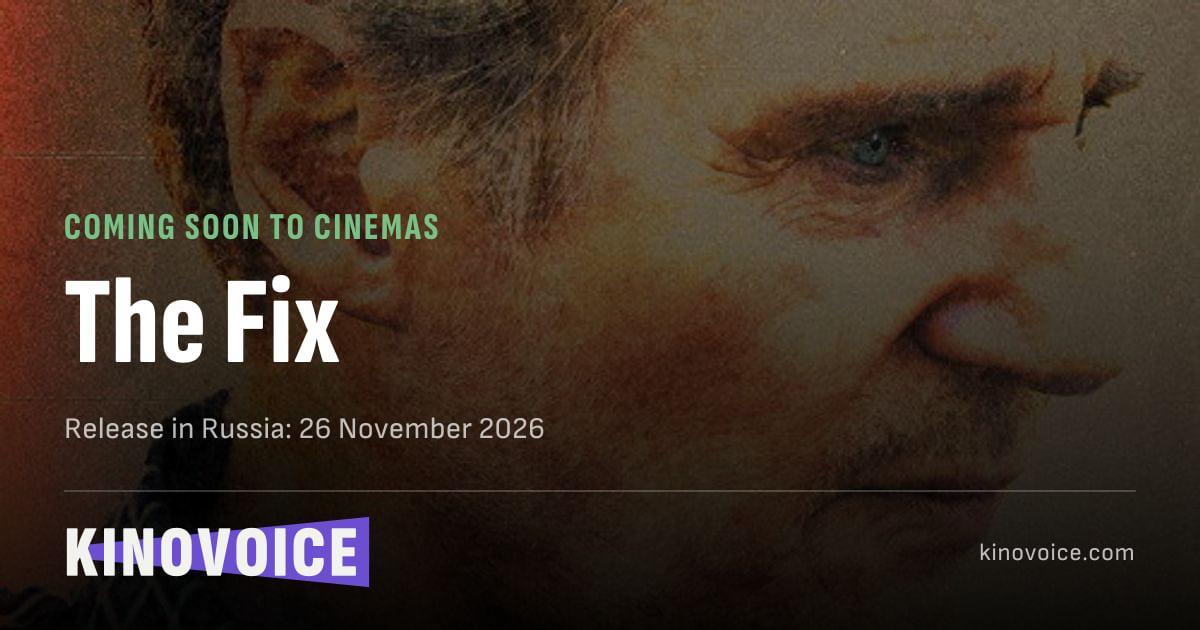 COMING SOON TO CINEMAS
The Fix
Release in Russia: 26 November 2026
KINOVOICE
kinovoice.com